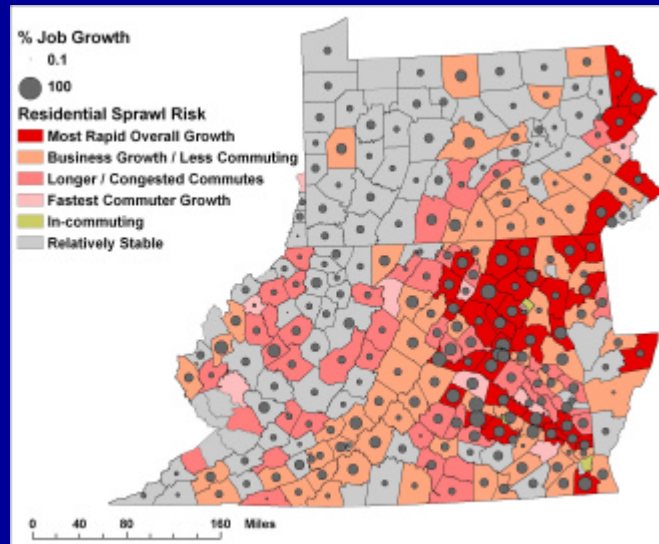 % Job Growth
0.1
100
Residential Sprawl Risk
Most Rapid Overall Growth
Business Growth / Less Commuting
Longer / Congested Commutes
Fastest Commuter Growth
In-commuting
Relatively Stable
0 40 80 160 Miles